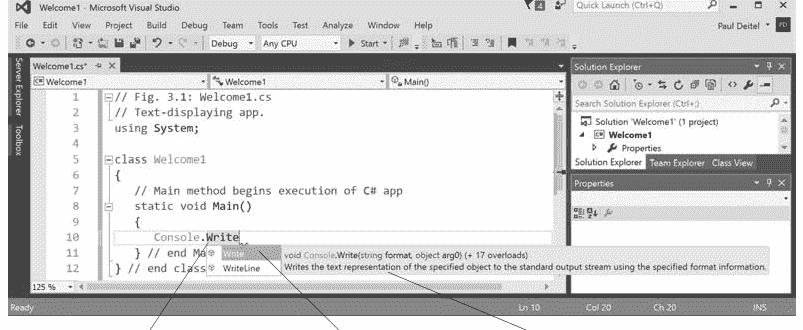 Welcome1 - Microsoft Visual Studio
4
Quick Launch (Ctrl+Q)
File Edit View Project Build Debug Team Tools Test Analyze Window Help
Paul Deitel
PD
Debug Any CPU Start
Server Explorer
Toolbox
Welcome1.cs*
Welcome1 Welcome1 Main()
1 // Fig. 3.1: Welcome1.cs
2 // Text-displaying app.
3 using System;
4
5 class Welcome1
6 {
7 // Main method begins execution of C# app
8 static void Main()
9 {
10 Console.Write
11 } // end Ma
12 } // end class
Write
WriteLine
void Console.Write(string format, object arg0) (+ 17 overloads)
Writes the text representation of the specified object to the standard output stream using the specified format information.
125 %
Solution Explorer
Search Solution Explorer (Ctrl+;)
Solution 'Welcome1' (1 project)
Welcome1
Properties
Solution Explorer Team Explorer Class View
Properties
Ready Ln 10 Col 20 Ch 20 INS